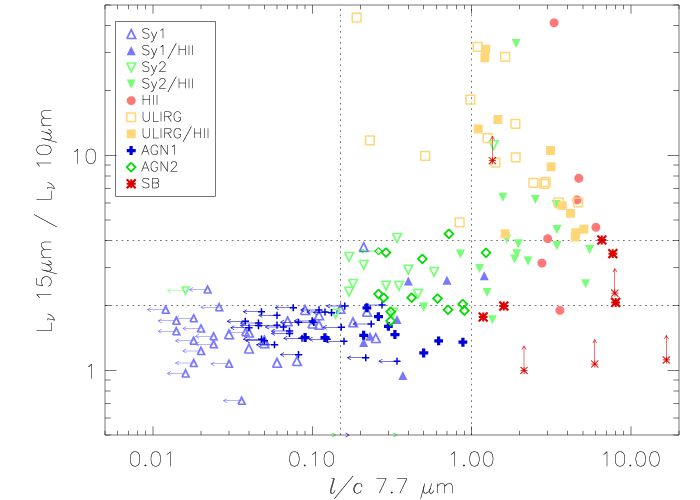 Sy1
Sy1/HII
Sy2
Sy2/HII
HII
ULIRG
ULIRG/HII
AGN1
AGN2
SB
10
1
Lν 15μm / Lν 10μm
0.01 0.10 1.00 10.00
l/c 7.7 μm